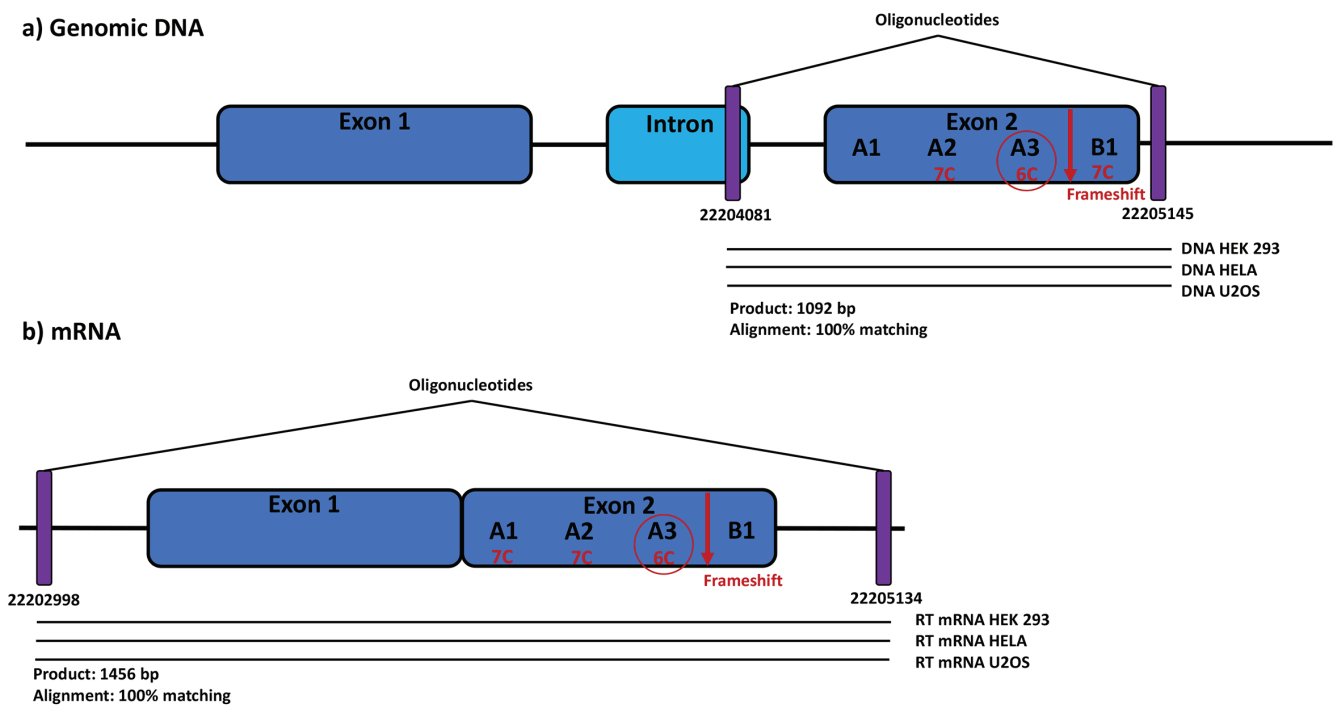 a) Genomic DNA
Oligonucleotides
Exon 1
Intron
Exon 2
A1 A2 A3 B1
7C 6C 7C
Frameshift
22204081
22205145
DNA HEK 293
DNA HELA
DNA U2OS
Product: 1092 bp
Alignment: 100% matching
b) mRNA
Oligonucleotides
Exon 1
Exon 2
A1 A2 A3 B1
7C 7C 6C
Frameshift
22202998
22205134
RT mRNA HEK 293
RT mRNA HELA
RT mRNA U2OS
Product: 1456 bp
Alignment: 100% matching